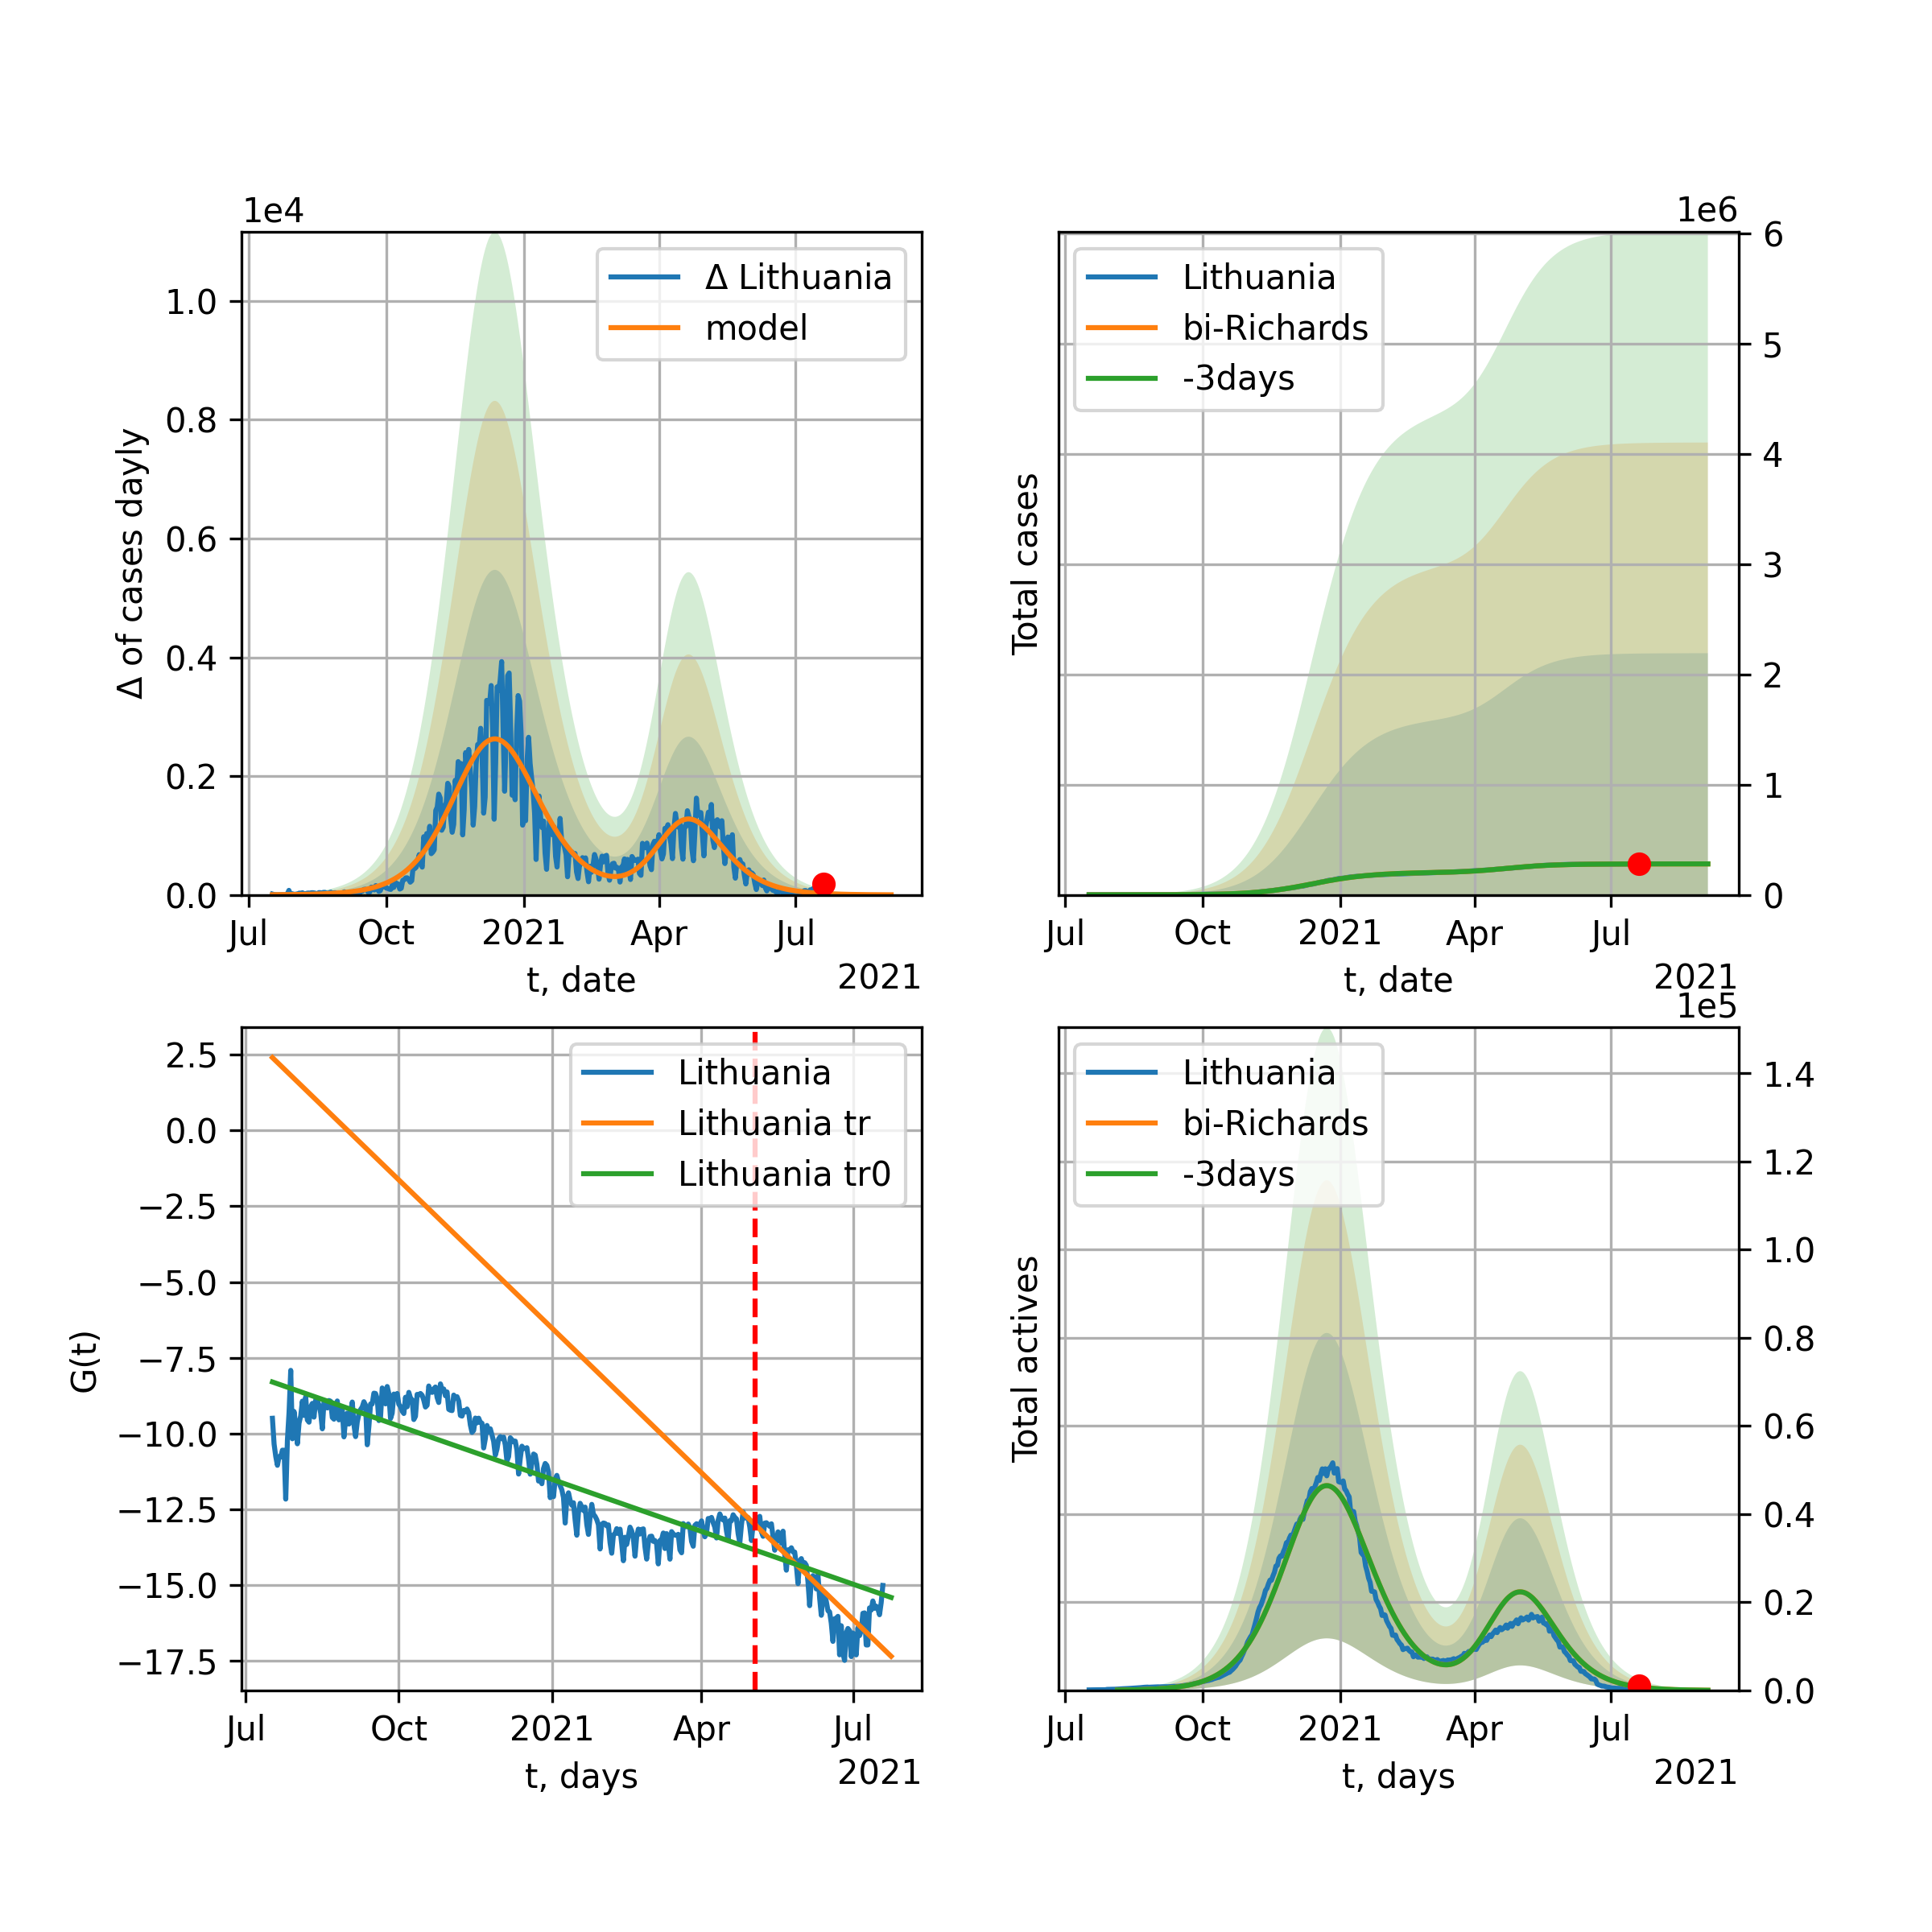 1e4
Δ of cases dayly
1.0
0.8
0.6
0.4
0.2
0.0
Δ Lithuania
model
Jul Oct 2021 Apr Jul
t, date
2021
1e6
Total cases
Lithuania
bi-Richards
-3days
6
5
4
3
2
1
0
Jul Oct 2021 Apr Jul
t, date
2021
G(t)
2.5
0.0
−2.5
−5.0
−7.5
−10.0
−12.5
−15.0
−17.5
Lithuania
Lithuania tr
Lithuania tr0
Jul Oct 2021 Apr Jul
t, days
2021
1e5
Total actives
Lithuania
bi-Richards
-3days
1.4
1.2
1.0
0.8
0.6
0.4
0.2
0.0
Jul Oct 2021 Apr Jul
t, days
2021